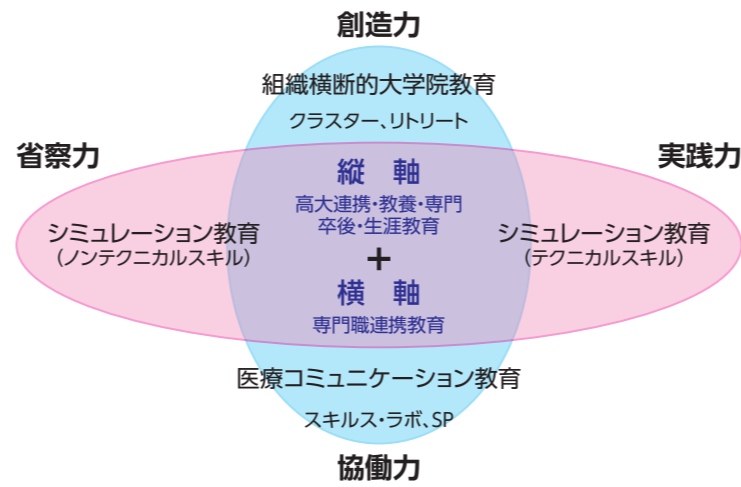 創造力
組織横断的大学院教育
クラスター、リトリート
省察力
実践力
縦 軸
高大連携・教養・専門
卒後・生涯教育
シミュレーション教育
(ノンテクニカルスキル)
シミュレーション教育
(テクニカルスキル)
+
横 軸
専門職連携教育
医療コミュニケーション教育
スキルス・ラボ、SP
協働力